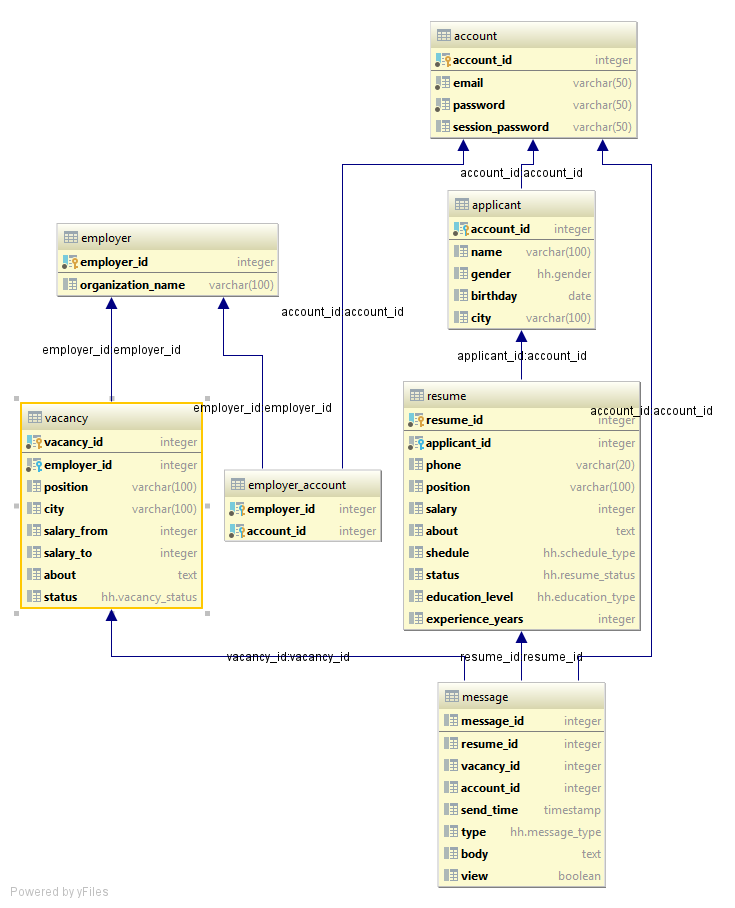 account
account_id integer
email varchar(50)
password varchar(50)
session_password varchar(50)
account_id:account_id
applicant
account_id integer
name varchar(100)
gender hh.gender
birthday date
city varchar(100)
employer
employer_id integer
organization_name varchar(100)
account_id:account_id
employer_id:employer_id
applicant_id:account_id
employer_id:employer_id
account_id:account_id
vacancy
vacancy_id integer
employer_id integer
position varchar(100)
city varchar(100)
salary_from integer
salary_to integer
about text
status hh.vacancy_status
employer_account
employer_id integer
account_id integer
resume
resume_id integer
applicant_id integer
phone varchar(20)
position varchar(100)
salary integer
about text
shedule hh.schedule_type
status hh.resume_status
education_level hh.education_type
experience_years integer
vacancy_id:vacancy_id
resume_id:resume_id
message
message_id integer
resume_id integer
vacancy_id integer
account_id integer
send_time timestamp
type hh.message_type
body text
view boolean
Powered by yFiles